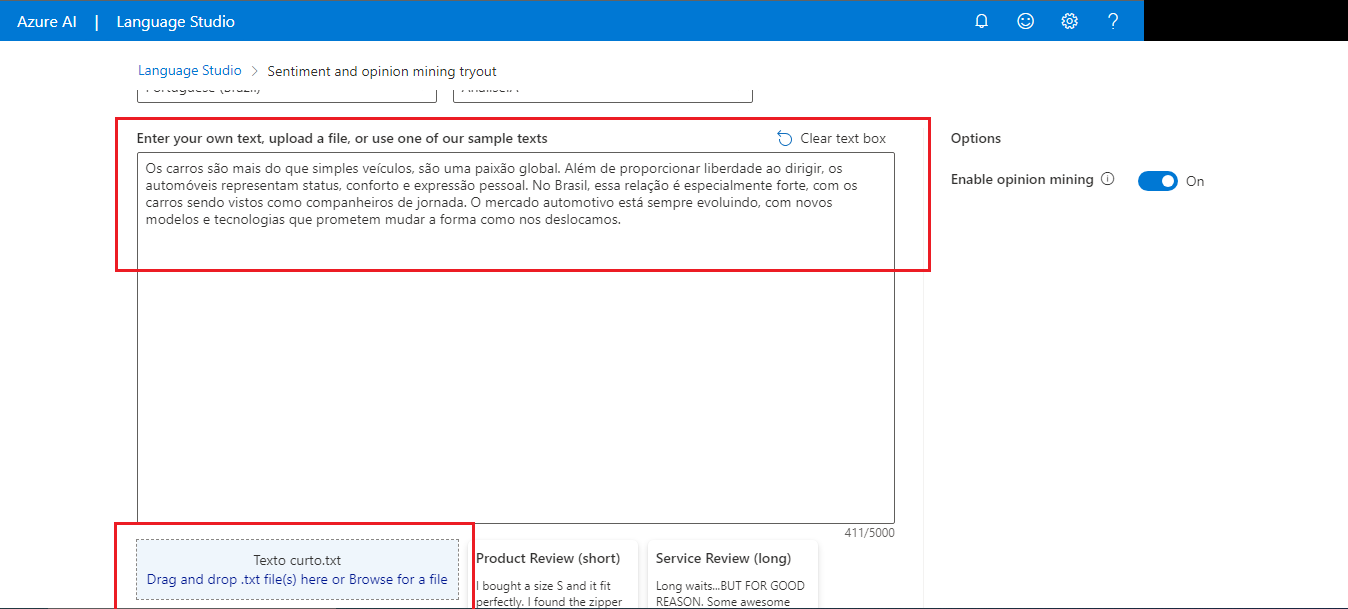 Azure AI | Language Studio
Language Studio > Sentiment and opinion mining tryout
Portuguese (Brazil)
Enter your own text, upload a file, or use one of our sample texts
Clear text box
Os carros são mais do que simples veículos, são uma paixão global. Além de proporcionar liberdade ao dirigir, os
automóveis representam status, conforto e expressão pessoal. No Brasil, essa relação é especialmente forte, com os
carros sendo vistos como companheiros de jornada. O mercado automotivo está sempre evoluindo, com novos
modelos e tecnologias que prometem mudar a forma como nos deslocamos.
411/5000
Options
Enable opinion mining
On
Texto curto.txt
Drag and drop .txt file(s) here or Browse for a file
Product Review (short)
I bought a size S and it fit
perfectly. I found the zipper
Service Review (long)
Long waits...BUT FOR GOOD
REASON. Some awesome